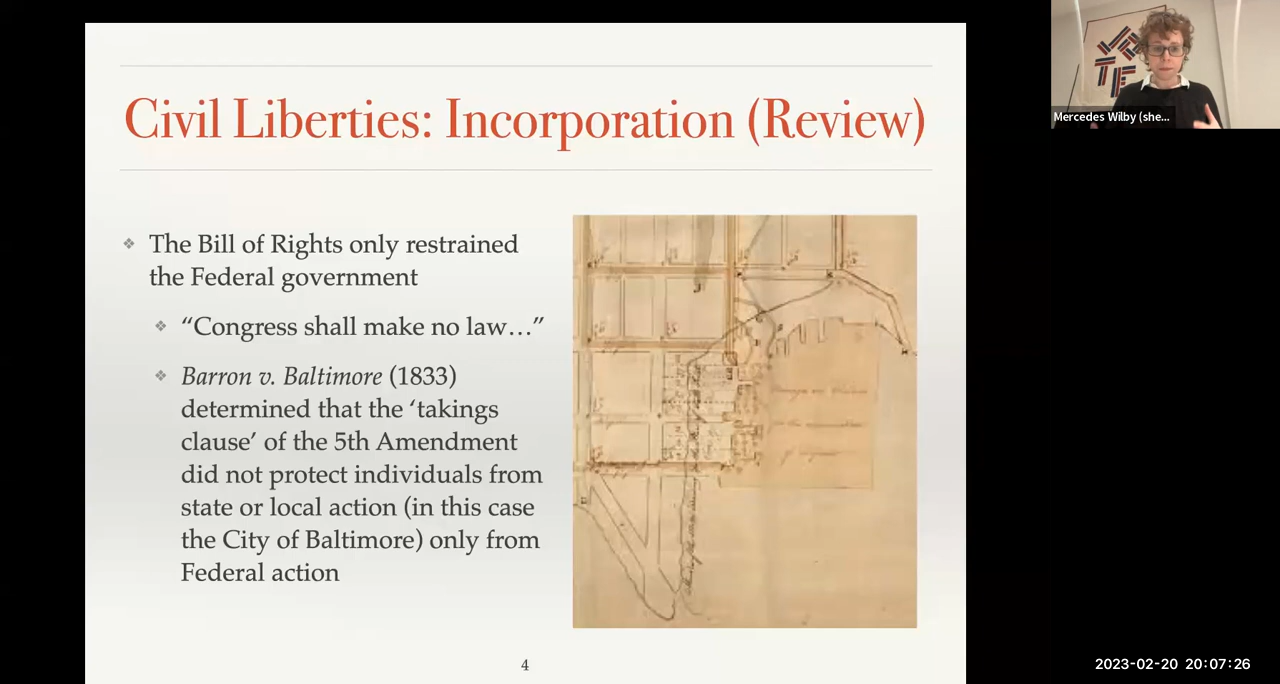 Civil Liberties: Incorporation (Review)
The Bill of Rights only restrained
the Federal government
“Congress shall make no law…”
Barron v. Baltimore (1833)
determined that the ‘takings
clause’ of the 5th Amendment
did not protect individuals from
state or local action (in this case
the City of Baltimore) only from
Federal action
4
VOTE
Mercedes Wilby (she...
2023-02-20 20:07:26